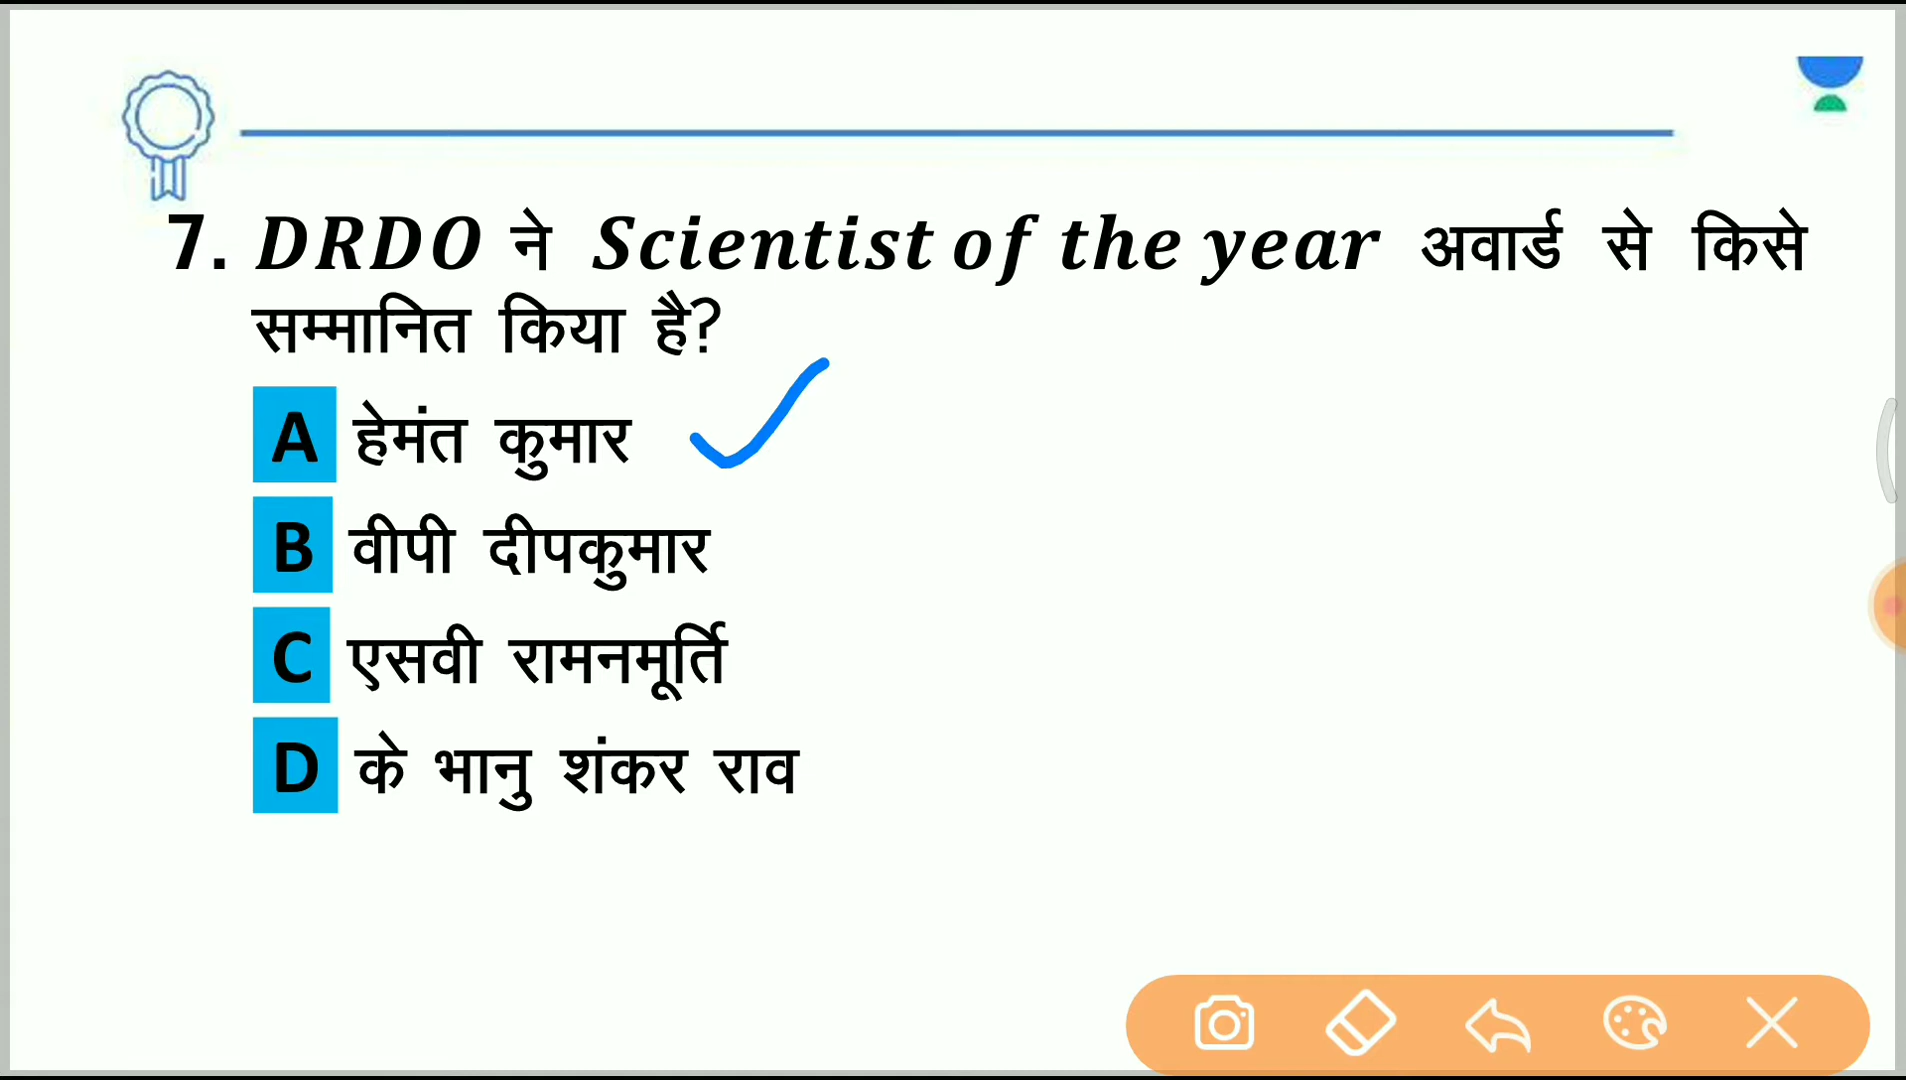 7. DRDO ने Scientist of the year अवार्ड से किसे
सम्मानित किया है?
A हेमंत कुमार
B वीपी दीपकुमार
C एसवी रामनमूर्ति
D के भानु शंकर राव